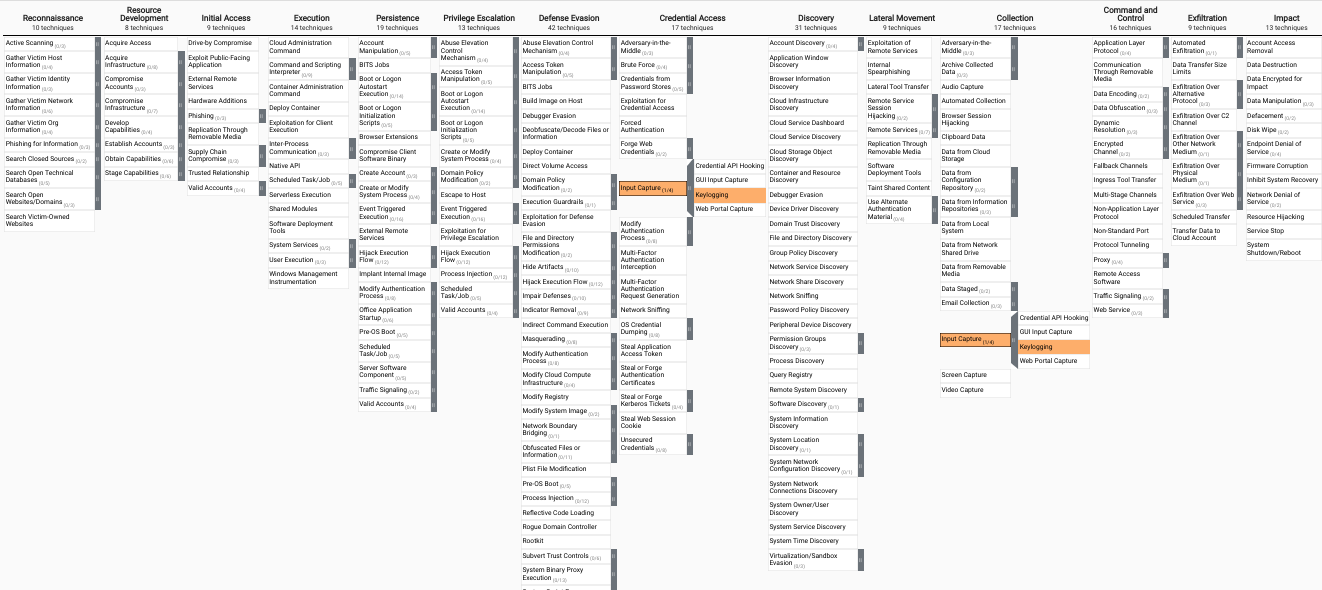 Reconnaissance
10 techniques
Active Scanning (0/3)
Gather Victim Host
Information (0/4)
Gather Victim Identity
Information (0/3)
Gather Victim Network
Information (0/6)
Gather Victim Org
Information (0/4)
Phishing for Information (0/3)
Search Closed Sources (0/2)
Search Open Technical
Databases (0/5)
Search Open
Websites/Domains (0/3)
Search Victim-Owned
Websites
Resource
Development
8 techniques
Acquire Access
Acquire
Infrastructure (0/8)
Compromise
Accounts (0/3)
Compromise
Infrastructure (0/7)
Develop
Capabilities (0/4)
Establish Accounts (0/3)
Obtain Capabilities (0/6)
Stage Capabilities (0/6)
Initial Access
9 techniques
Drive-by Compromise
Exploit Public-Facing
Application
External Remote
Services
Hardware Additions
Phishing (0/3)
Replication Through
Removable Media
Supply Chain
Compromise (0/3)
Trusted Relationship
Valid Accounts (0/4)
Execution
14 techniques
Cloud Administration
Command
Command and Scripting
Interpreter (0/9)
Container Administration
Command
Deploy Container
Exploitation for Client
Execution
Inter-Process
Communication (0/3)
Native API
Scheduled Task/Job (0/5)
Serverless Execution
Shared Modules
Software Deployment
Tools
System Services (0/2)
User Execution (0/3)
Windows Management
Instrumentation
Persistence
19 techniques
Account
Manipulation (0/5)
BITS Jobs
Boot or Logon
Autostart
Execution (0/14)
Boot or Logon
Initialization
Scripts (0/5)
Browser Extensions
Compromise Client
Software Binary
Create Account (0/3)
Create or Modify
System Process (0/4)
Event Triggered
Execution (0/16)
External Remote
Services
Hijack Execution
Flow (0/12)
Implant Internal Image
Modify Authentication
Process (0/8)
Office Application
Startup (0/6)
Pre-OS Boot (0/5)
Scheduled
Task/Job (0/5)
Server Software
Component (0/5)
Traffic Signaling (0/2)
Valid Accounts (0/4)
Privilege Escalation
13 techniques
Abuse Elevation
Control
Mechanism (0/4)
Access Token
Manipulation (0/5)
Boot or Logon
Autostart
Execution (0/14)
Boot or Logon
Initialization
Scripts (0/5)
Create or Modify
System Process (0/4)
Domain Policy
Modification (0/2)
Escape to Host
Event Triggered
Execution (0/16)
Exploitation for
Privilege Escalation
Hijack Execution
Flow (0/12)
Process Injection (0/12)
Scheduled
Task/Job (0/5)
Valid Accounts (0/4)
Defense Evasion
42 techniques
Abuse Elevation Control
Mechanism (0/4)
Access Token
Manipulation (0/5)
BITS Jobs
Build Image on Host
Debugger Evasion
Deobfuscate/Decode Files or
Information
Deploy Container
Direct Volume Access
Domain Policy
Modification (0/2)
Execution Guardrails (0/1)
Exploitation for Defense
Evasion
File and Directory
Permissions
Modification (0/2)
Hide Artifacts (0/10)
Hijack Execution Flow (0/12)
Impair Defenses (0/10)
Indicator Removal (0/9)
Indirect Command Execution
Masquerading (0/8)
Modify Authentication
Process (0/8)
Modify Cloud Compute
Infrastructure (0/4)
Modify Registry
Modify System Image (0/2)
Network Boundary
Bridging (0/1)
Obfuscated Files or
Information (0/11)
Plist File Modification
Pre-OS Boot (0/5)
Process Injection (0/12)
Reflective Code Loading
Rogue Domain Controller
Rootkit
Subvert Trust Controls (0/6)
System Binary Proxy
Execution (0/13)
Credential Access
17 techniques
Adversary-in-the-
Middle (0/3)
Brute Force (0/4)
Credentials from
Password Stores (0/5)
Exploitation for
Credential Access
Forced
Authentication
Forge Web
Credentials (0/2)
Input Capture (1/4)
Credential API Hooking
GUI Input Capture
Keylogging
Web Portal Capture
Modify
Authentication
Process (0/8)
Multi-Factor
Authentication
Interception
Multi-Factor
Authentication
Request Generation
Network Sniffing
OS Credential
Dumping (0/8)
Steal Application
Access Token
Steal or Forge
Authentication
Certificates
Steal or Forge
Kerberos Tickets (0/4)
Steal Web Session
Cookie
Unsecured
Credentials (0/8)
Discovery
31 techniques
Account Discovery (0/4)
Application Window
Discovery
Browser Information
Discovery
Cloud Infrastructure
Discovery
Cloud Service Dashboard
Cloud Service Discovery
Cloud Storage Object
Discovery
Container and Resource
Discovery
Debugger Evasion
Device Driver Discovery
Domain Trust Discovery
File and Directory Discovery
Group Policy Discovery
Network Service Discovery
Network Share Discovery
Network Sniffing
Password Policy Discovery
Peripheral Device Discovery
Permission Groups
Discovery (0/3)
Process Discovery
Query Registry
Remote System Discovery
Software Discovery (0/1)
System Information
Discovery
System Location
Discovery (0/1)
System Network
Configuration Discovery (0/1)
System Network
Connections Discovery
System Owner/User
Discovery
System Service Discovery
System Time Discovery
Virtualization/Sandbox
Evasion (0/3)
Lateral Movement
9 techniques
Exploitation of
Remote Services
Internal
Spearphishing
Lateral Tool Transfer
Remote Service
Session
Hijacking (0/2)
Remote Services (0/7)
Replication Through
Removable Media
Software
Deployment Tools
Taint Shared Content
Use Alternate
Authentication
Material (0/4)
Collection
17 techniques
Adversary-in-the-
Middle (0/3)
Archive Collected
Data (0/3)
Audio Capture
Automated Collection
Browser Session
Hijacking
Clipboard Data
Data from Cloud
Storage
Data from
Configuration
Repository (0/2)
Data from Information
Repositories (0/3)
Data from Local
System
Data from Network
Shared Drive
Data from Removable
Media
Data Staged (0/2)
Email Collection (0/3)
Input Capture (1/4)
Credential API Hooking
GUI Input Capture
Keylogging
Web Portal Capture
Screen Capture
Video Capture
Command and
Control
16 techniques
Application Layer
Protocol (0/4)
Communication
Through Removable
Media
Data Encoding (0/2)
Data Obfuscation (0/3)
Dynamic
Resolution (0/3)
Encrypted
Channel (0/2)
Fallback Channels
Ingress Tool Transfer
Multi-Stage Channels
Non-Application Layer
Protocol
Non-Standard Port
Protocol Tunneling
Proxy (0/4)
Remote Access
Software
Traffic Signaling (0/2)
Web Service (0/3)
Exfiltration
9 techniques
Automated
Exfiltration (0/1)
Data Transfer Size
Limits
Exfiltration Over
Alternative
Protocol (0/3)
Exfiltration Over C2
Channel
Exfiltration Over
Other Network
Medium (0/1)
Exfiltration Over
Physical
Medium (0/1)
Exfiltration Over Web
Service (0/3)
Scheduled Transfer
Transfer Data to
Cloud Account
Impact
13 techniques
Account Access
Removal
Data Destruction
Data Encrypted for
Impact
Data Manipulation (0/3)
Defacement (0/2)
Disk Wipe (0/2)
Endpoint Denial of
Service (0/4)
Firmware Corruption
Inhibit System Recovery
Network Denial of
Service (0/2)
Resource Hijacking
Service Stop
System
Shutdown/Reboot